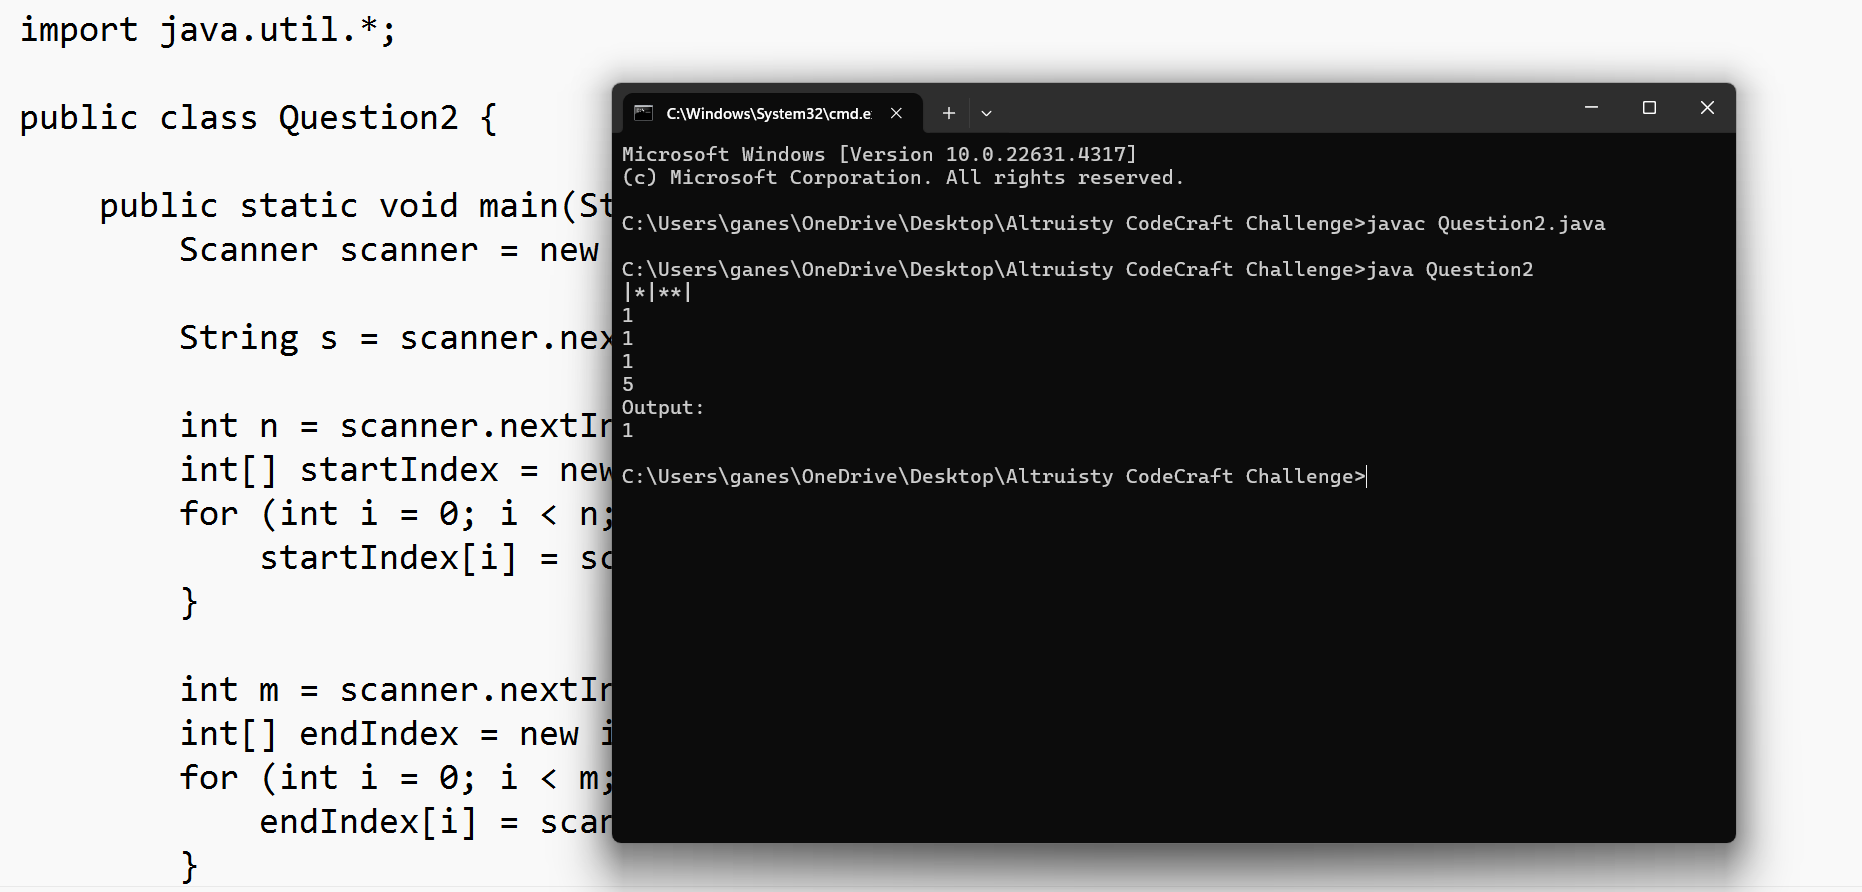 import java.util.*;
public class Question2 {
public static void main(St
Scanner scanner = new
String s = scanner.nex
int n = scanner.nextIn
int[] startIndex = new
for (int i = 0; i < n;
startIndex[i] = sc
}
int m = scanner.nextIn
int[] endIndex = new i
for (int i = 0; i < m;
endIndex[i] = scan
}
C:\Windows\System32\cmd.e
Microsoft Windows [Version 10.0.22631.4317]
(c) Microsoft Corporation. All rights reserved.
C:\Users\ganes\OneDrive\Desktop\Altruisty CodeCraft Challenge>javac Question2.java
C:\Users\ganes\OneDrive\Desktop\Altruisty CodeCraft Challenge>java Question2
|*|**|
1
1
1
5
Output:
1
C:\Users\ganes\OneDrive\Desktop\Altruisty CodeCraft Challenge>